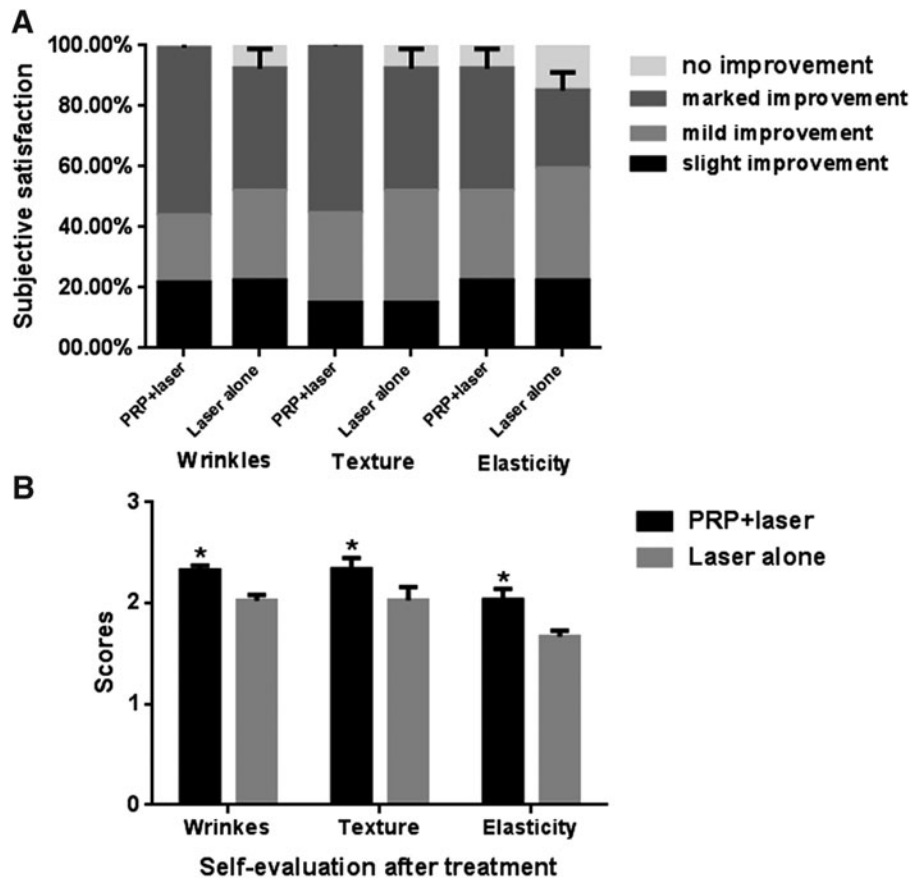 A
100.00%
80.00%
60.00%
40.00%
20.00%
00.00%
Subjective satisfaction
no improvement
marked improvement
mild improvement
slight improvement
PRP+laser
Laser alone
PRP+laser
Laser alone
PRP+laser
Laser alone
Wrinkles Texture Elasticity
B
3
2
1
0
Scores
* * *
PRP+laser
Laser alone
Wrinkes Texture Elasticity
Self-evaluation after treatment